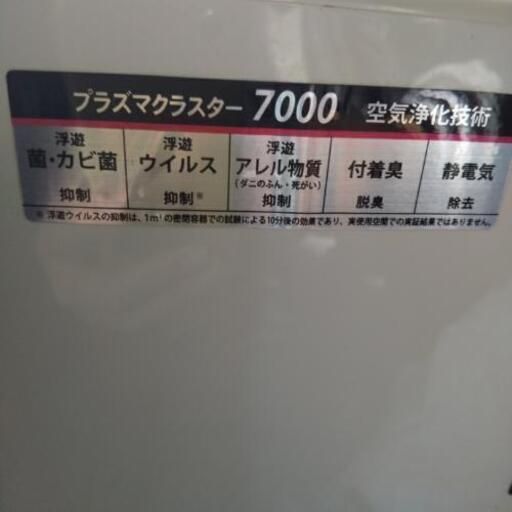 プラズマクラスター 7000 空気浄化技術
浮遊
菌・カビ菌
抑制
浮遊
ウイルス
抑制※
浮遊
アレル物質
(ダニのふん・死がい)
抑制
付着臭
脱臭
静電気
除去
※ 浮遊ウイルスの抑制は、1m³の密閉容器での試験による10分後の効果であり、実使用空間での実証結果ではありません。